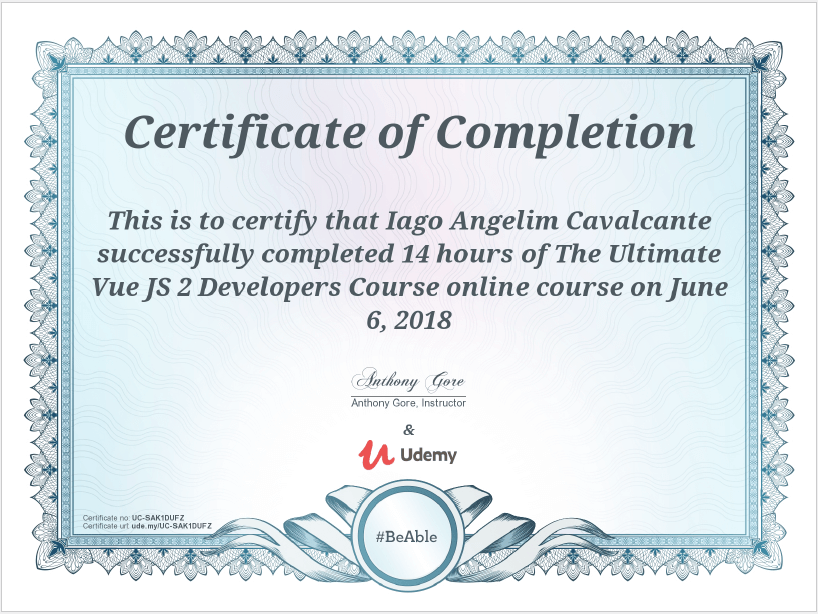 Certificate of Completion
This is to certify that Iago Angelim Cavalcante
successfully completed 14 hours of The Ultimate
Vue JS 2 Developers Course online course on June
6, 2018
Anthony Gore
Anthony Gore, Instructor
&
Udemy
Certificate no: UC-SAK1DUFZ
Certificate url: ude.my/UC-SAK1DUFZ
#BeAble